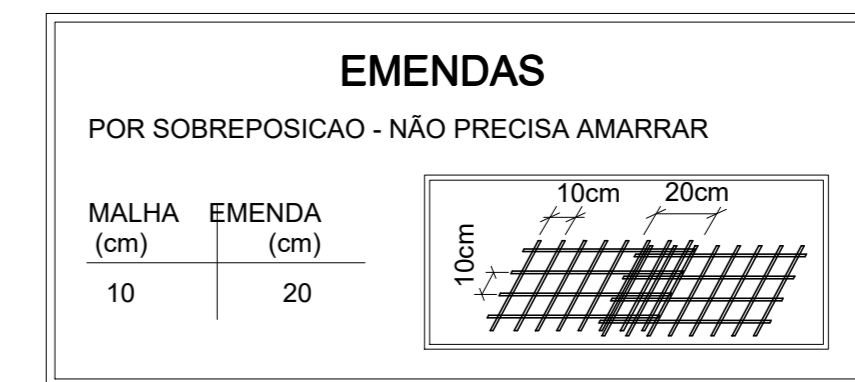 EMENDAS
POR SOBREPOSICAO - NÃO PRECISA AMARRAR
MALHA EMENDA
(cm) (cm)
10 20
10cm 20cm
10cm